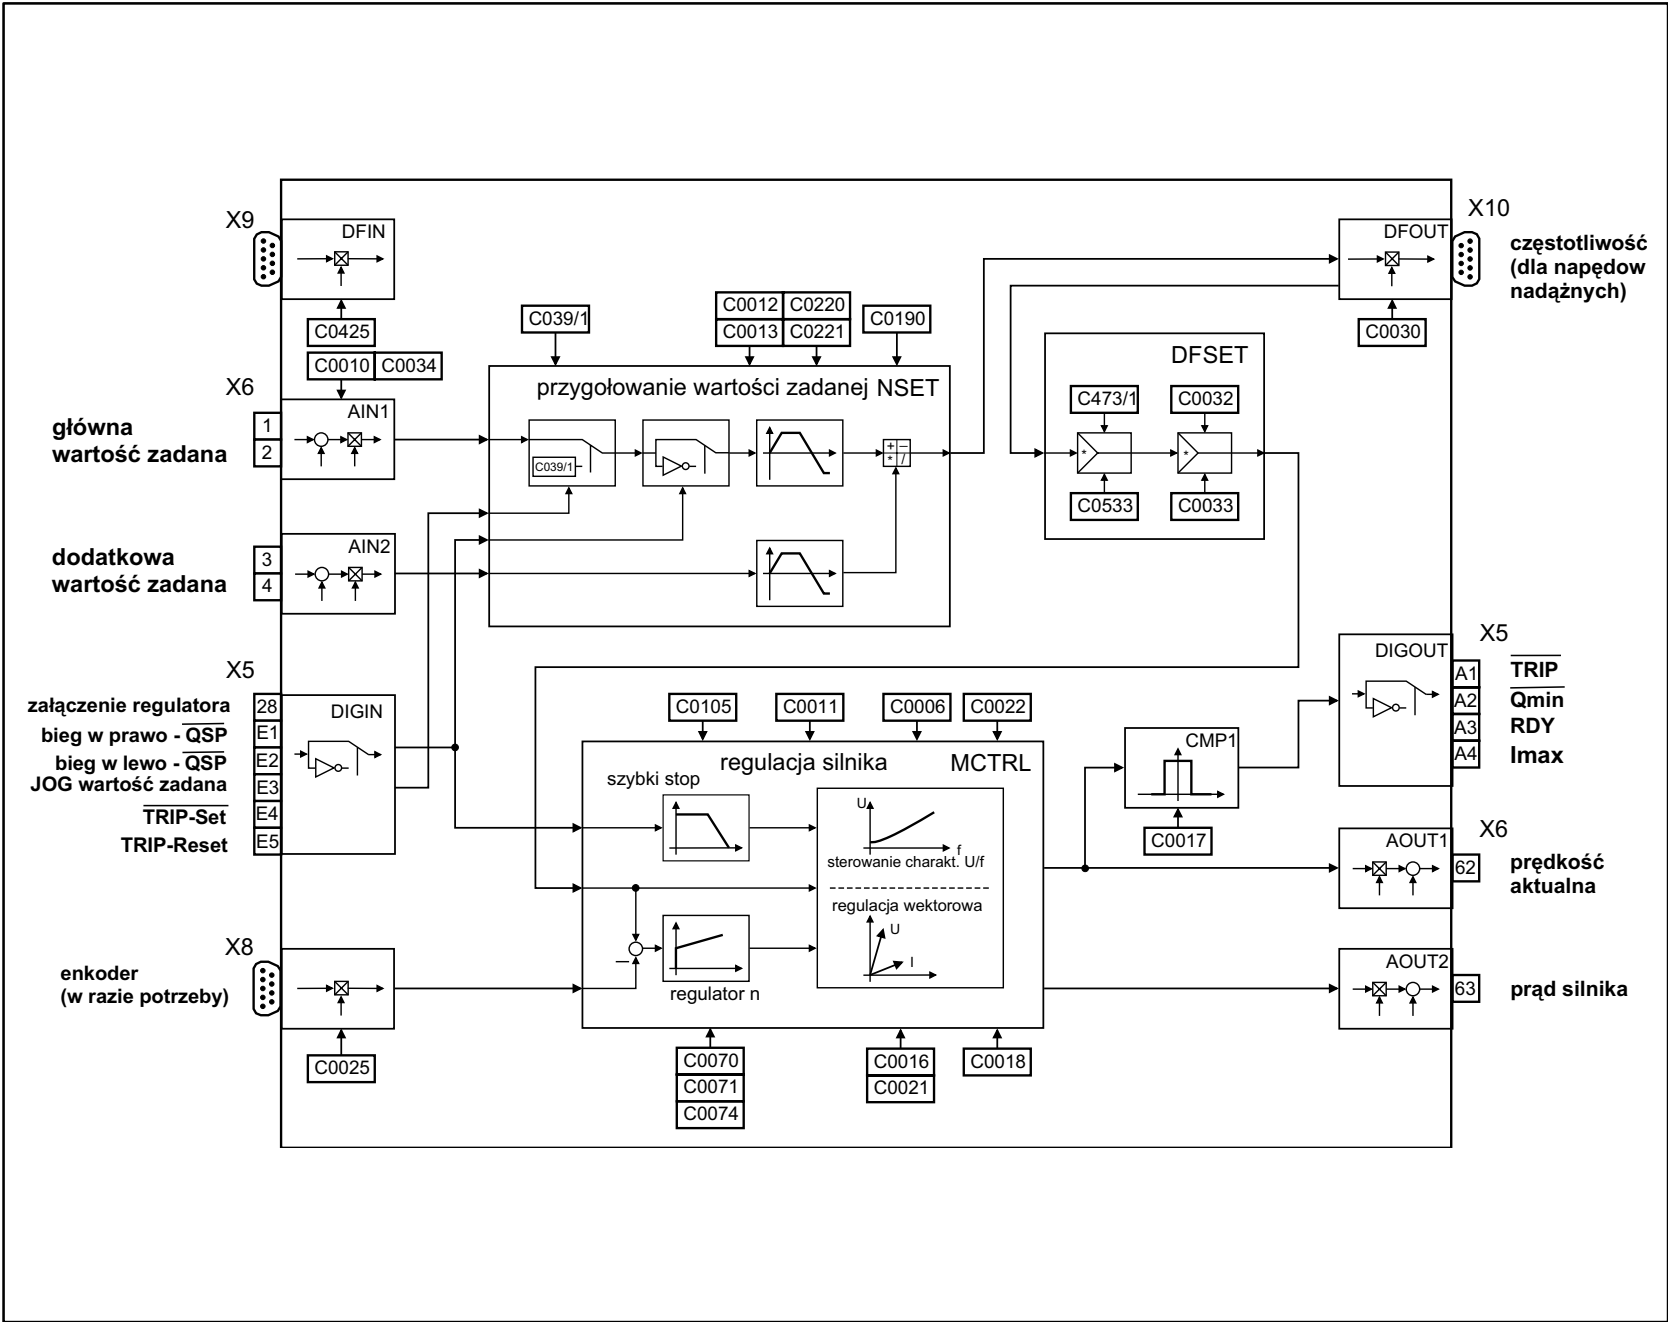 X9
DFIN
C0425
C0010 C0034
X6
AIN1
główna
wartość zadana
1
2
AIN2
dodatkowa
wartość zadana
3
4
X5
DIGIN
załączenie regulatora 28
bieg w prawo - QSP E1
bieg w lewo - QSP E2
JOG wartość zadana E3
TRIP-Set E4
TRIP-Reset E5
X8
enkoder
(w razie potrzeby)
C0025
C039/1
C0012 C0220
C0013 C0221
C0190
przygołowanie wartości zadanej NSET
C039/1
+ −
* /
DFSET
C473/1 C0032
* *
C0533 C0033
X10
DFOUT
częstotliwość
(dla napędow
nadążnych)
C0030
C0105 C0011 C0006 C0022
regulacja silnika MCTRL
szybki stop
U
f
sterowanie charakt. U/f
regulacja wektorowa
U
I
−
regulator n
C0070
C0071
C0074
C0016
C0021
C0018
CMP1
C0017
X5
DIGOUT
A1 TRIP
A2 Qmin
A3 RDY
A4 Imax
X6
AOUT1
62
prędkość
aktualna
AOUT2
63 prąd silnika